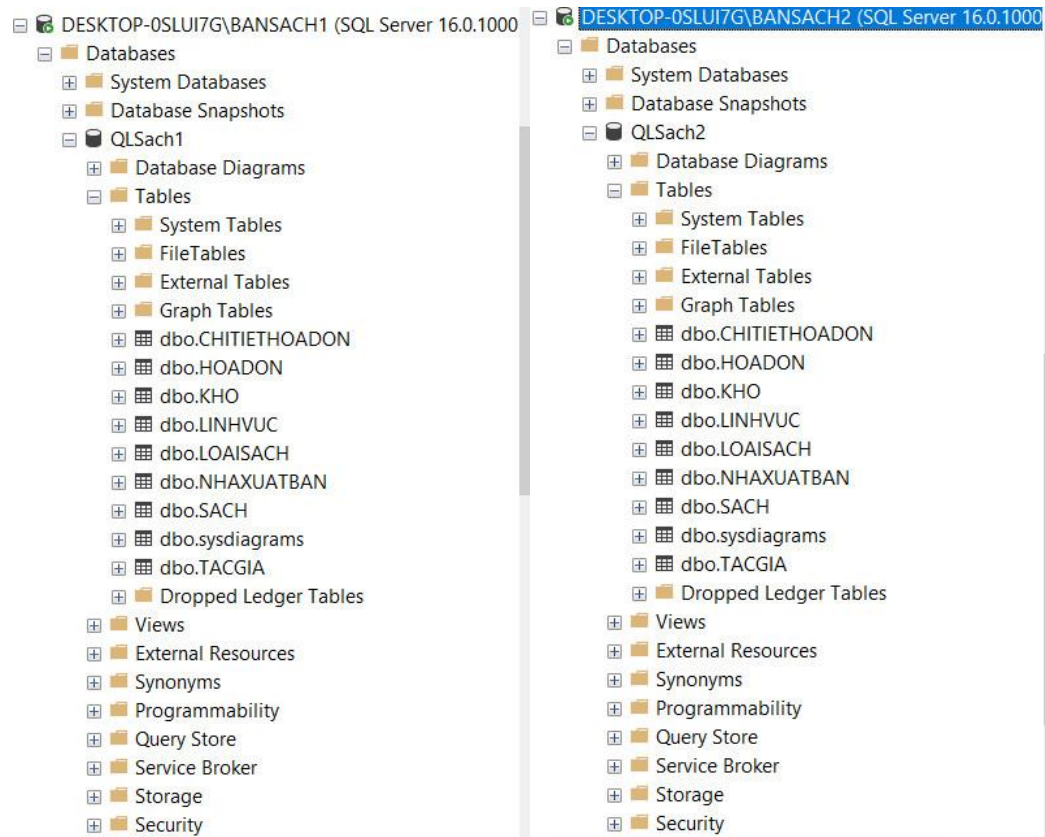 DESKTOP-0SLUI7G\BANSACH1 (SQL Server 16.0.1000
Databases
System Databases
Database Snapshots
QLSach1
Database Diagrams
Tables
System Tables
FileTables
External Tables
Graph Tables
dbo.CHITIETHOADON
dbo.HOADON
dbo.KHO
dbo.LINHVUC
dbo.LOAISACH
dbo.NHAXUATBAN
dbo.SACH
dbo.sysdiagrams
dbo.TACGIA
Dropped Ledger Tables
Views
External Resources
Synonyms
Programmability
Query Store
Service Broker
Storage
Security
DESKTOP-0SLUI7G\BANSACH2 (SQL Server 16.0.1000
Databases
System Databases
Database Snapshots
QLSach2
Database Diagrams
Tables
System Tables
FileTables
External Tables
Graph Tables
dbo.CHITIETHOADON
dbo.HOADON
dbo.KHO
dbo.LINHVUC
dbo.LOAISACH
dbo.NHAXUATBAN
dbo.SACH
dbo.sysdiagrams
dbo.TACGIA
Dropped Ledger Tables
Views
External Resources
Synonyms
Programmability
Query Store
Service Broker
Storage
Security